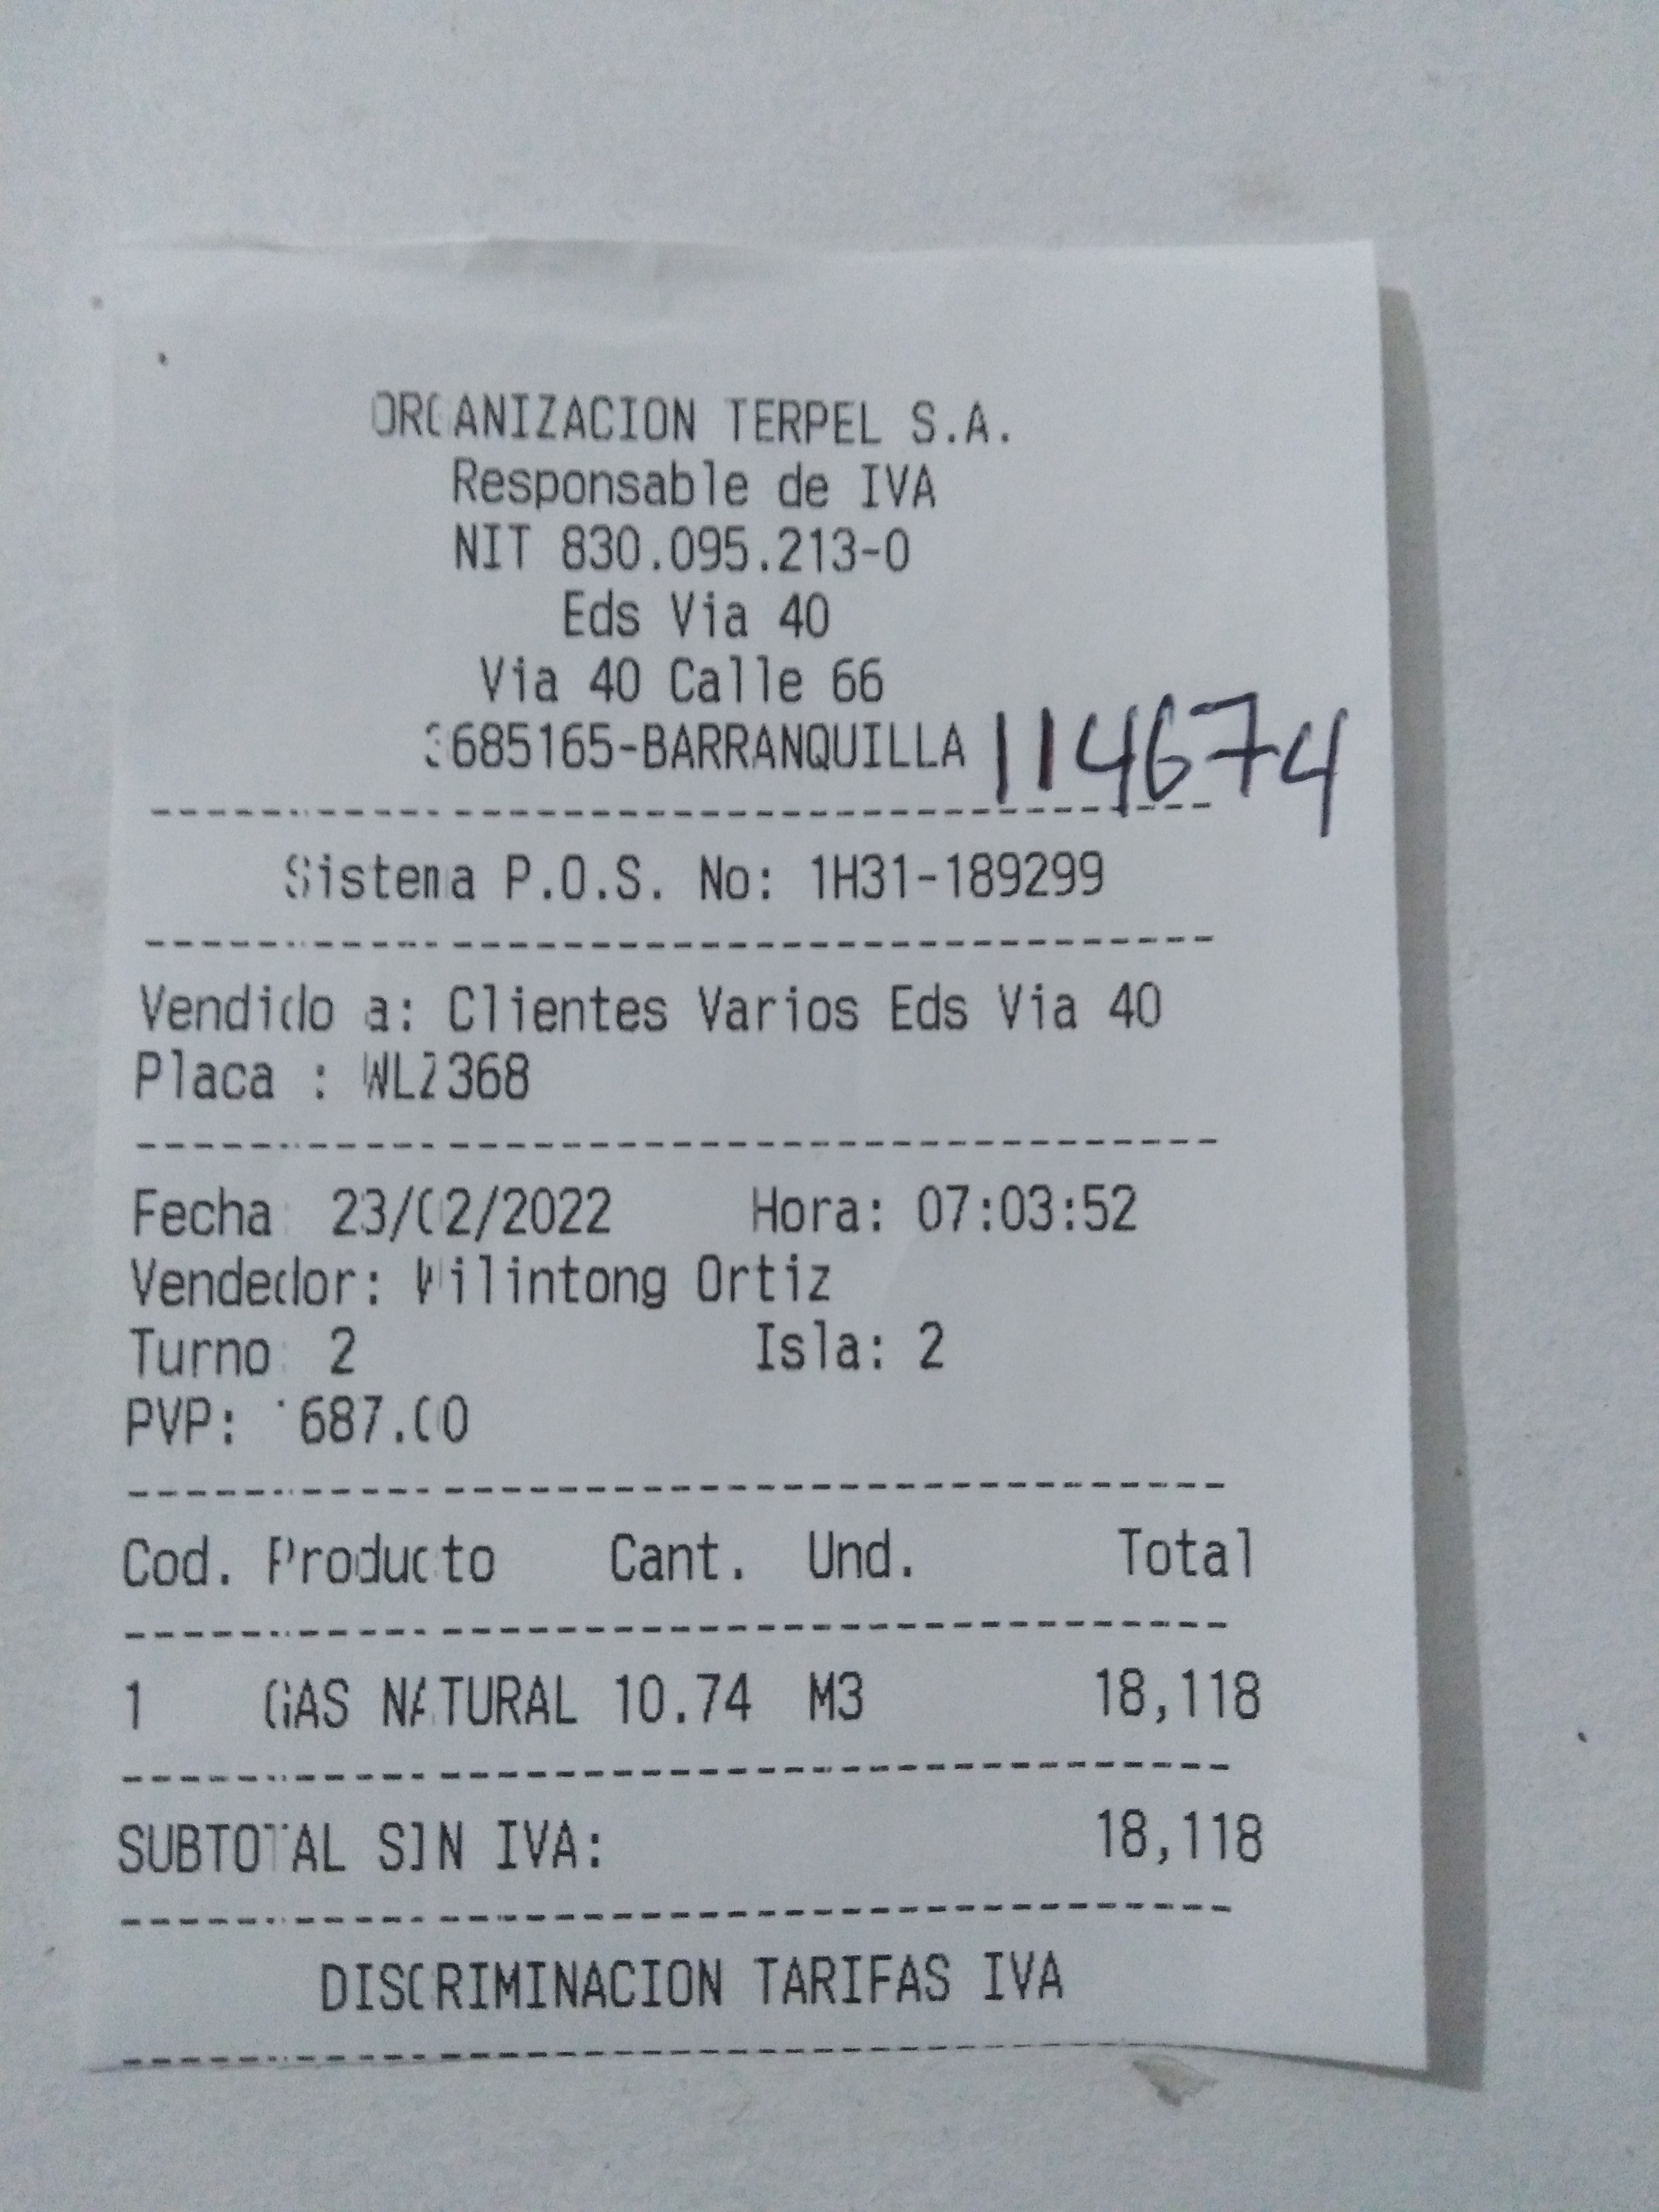 ORGANIZACION TERPEL S.A.
Responsable de IVA
NIT 830.095.213-0
Eds Via 40
Via 40 Calle 66
3685165-BARRANQUILLA 114674
Sistema P.O.S. No: 1H31-189299
Vendido a: Clientes Varios Eds Via 40
Placa :
Fecha: 23/02/2022 Hora: 07:03:52
Vendedor: Wilintong Ortiz
Turno: 2 Isla: 2
PVP: 1687.00
Cod. Producto Cant. Und. Total
1 GAS NATURAL 10.74 M3 18,118
SUBTOTAL SIN IVA: 18,118
DISCRIMINACION TARIFAS IVA